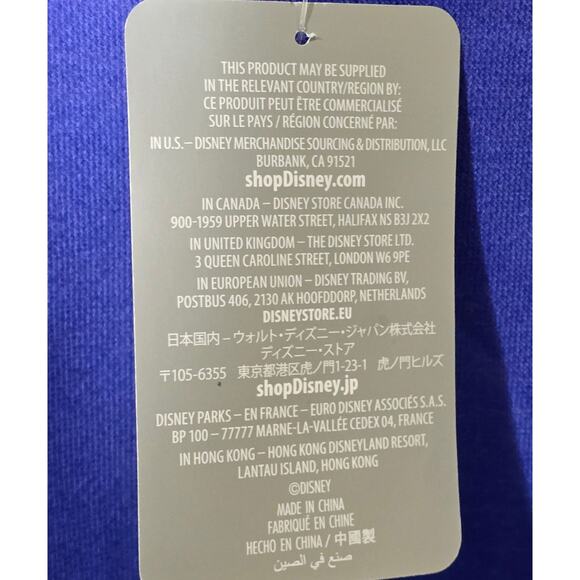 THIS PRODUCT MAY BE SUPPLIED
IN THE RELEVANT COUNTRY/REGION BY:
CE PRODUIT PEUT ÊTRE COMMERCIALISÉ
SUR LE PAYS / RÉGION CONCERNÉ PAR:
IN U.S.– DISNEY MERCHANDISE SOURCING & DISTRIBUTION, LLC
BURBANK, CA 91521
shopDisney.com
IN CANADA – DISNEY STORE CANADA INC.
900-1959 UPPER WATER STREET, HALIFAX NS B3J 2X2
IN UNITED KINGDOM – THE DISNEY STORE LTD.
3 QUEEN CAROLINE STREET, LONDON W6 9PE
IN EUROPEAN UNION – DISNEY TRADING BV,
POSTBUS 406, 2130 AK HOOFDDORP, NETHERLANDS
DISNEYSTORE.EU
日本国内 – ウォルト・ディズニー・ジャパン株式会社
ディズニー・ストア
〒105-6355 東京都港区虎ノ門1-23-1 虎ノ門ヒルズ
shopDisney.jp
DISNEY PARKS – EN FRANCE – EURO DISNEY ASSOCIÉS S.A.S.
BP 100 – 77777 MARNE-LA-VALLÉE CEDEX 04, FRANCE
IN HONG KONG – HONG KONG DISNEYLAND RESORT,
LANTAU ISLAND, HONG KONG
©DISNEY
MADE IN CHINA
FABRIQUÉ EN CHINE
HECHO EN CHINA / 中國製
صنع في الصين